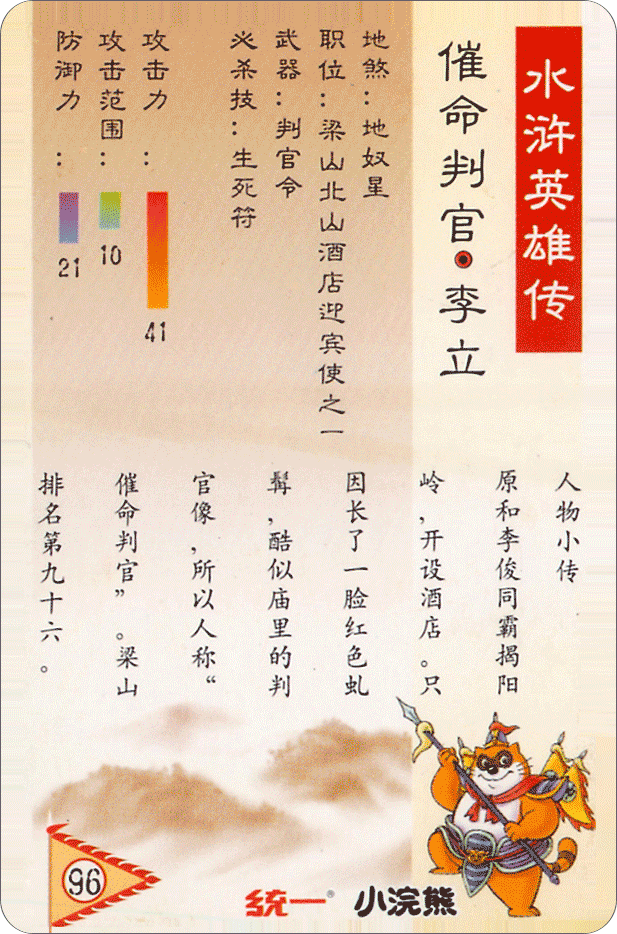 水浒英雄传
催命判官·李立
地煞：地奴星
职位：梁山北山酒店迎宾使之一
武器：判官令
必杀技：生死符
攻击力：
41
攻击范围：
10
防御力：
21
人物小传
原和李俊同霸揭阳
岭，开设酒店。只
因长了一脸红色虬
髯，酷似庙里的判
官像，所以人称“
催命判官”。梁山
排名第九十六。
96
统一®
小浣熊